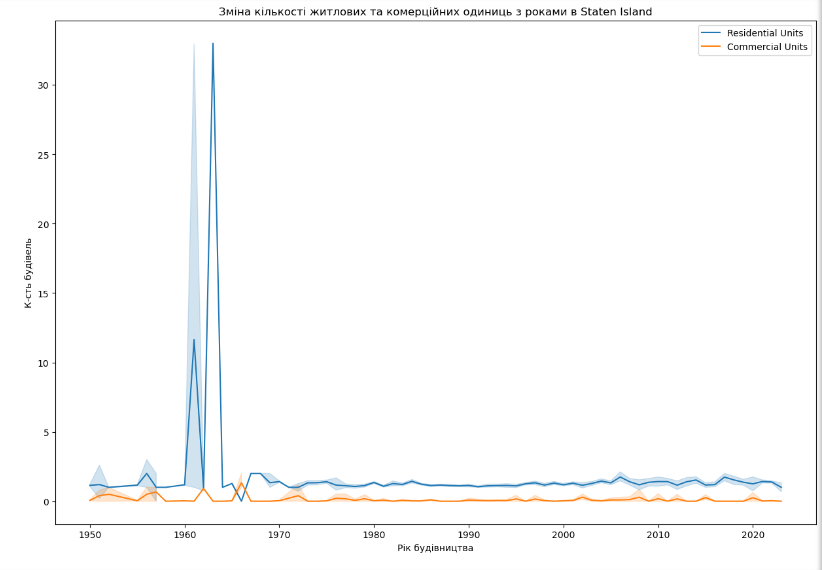 Зміна кількості житлових та комерційних одиниць з роками в Staten Island
Residential Units
Commercial Units
30
25
20
15
10
5
0
К-сть будівель
1950 1960 1970 1980 1990 2000 2010 2020
Рік будівництва